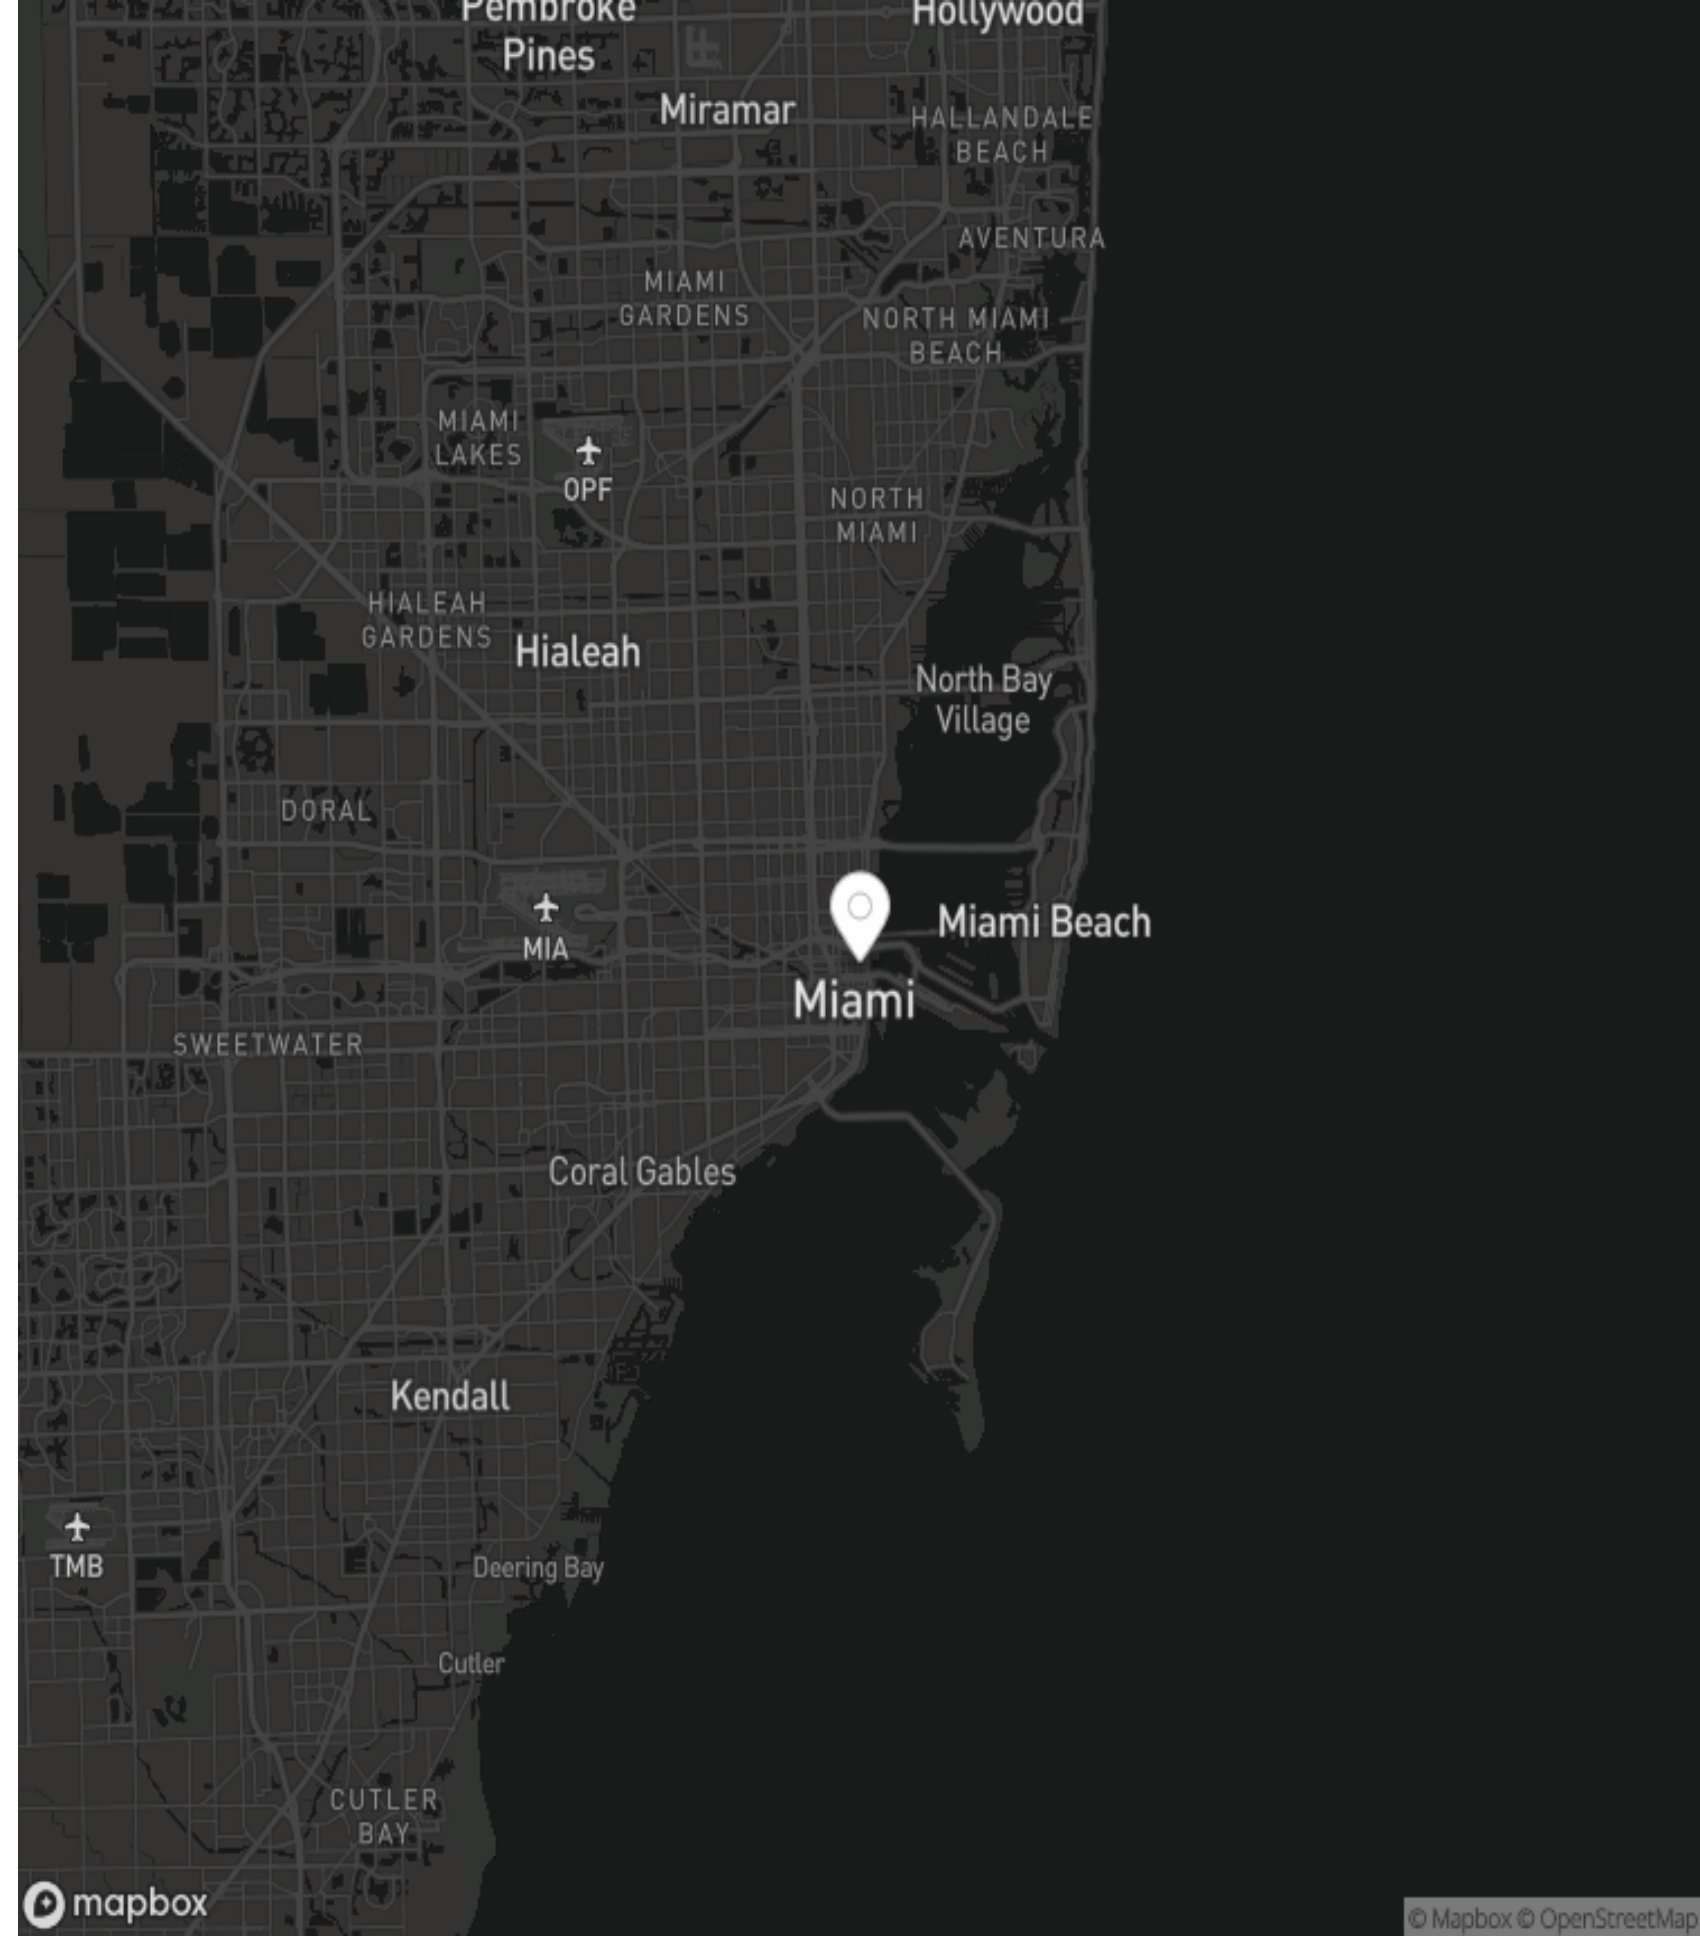 Pembroke
Pines
Hollywood
Miramar
HALLANDALE
BEACH
AVENTURA
MIAMI
GARDENS
NORTH MIAMI
BEACH
MIAMI
LAKES
OPF
NORTH
MIAMI
HIALEAH
GARDENS
Hialeah
North Bay
Village
DORAL
MIA
Miami Beach
Miami
SWEETWATER
Coral Gables
Kendall
TMB
Deering Bay
Cutler
CUTLER
BAY
mapbox
© Mapbox © OpenStreetMap